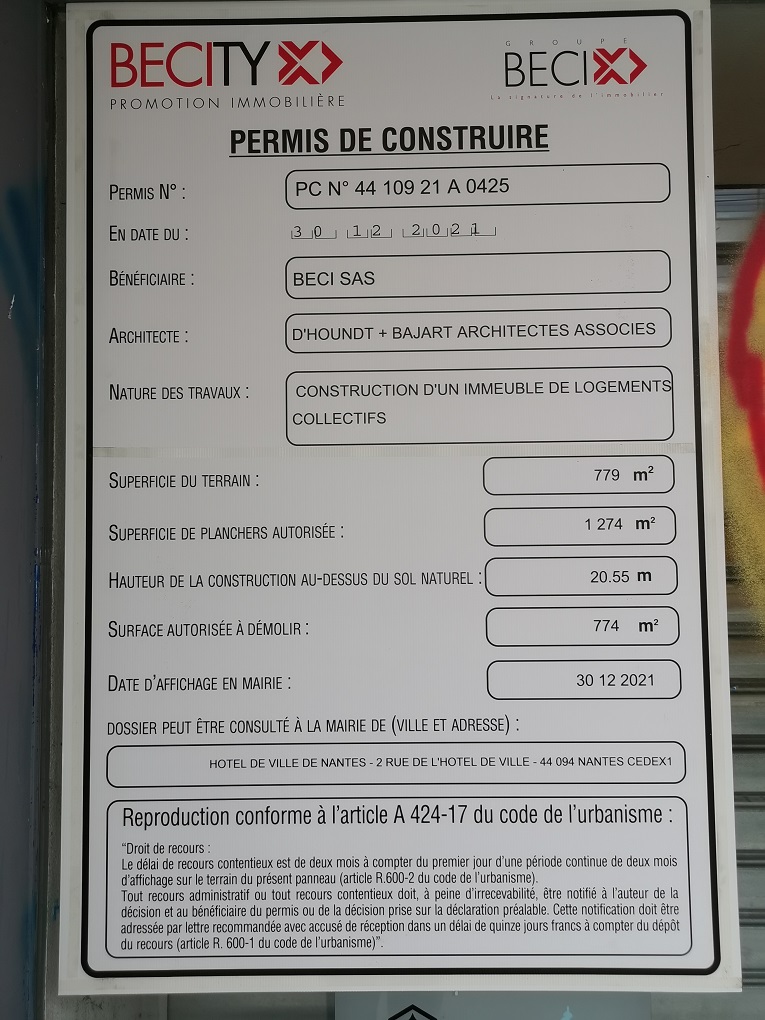 BECITY
PROMOTION IMMOBILIÈRE
GROUPE
BECI
La signature de l'immobilier
PERMIS DE CONSTRUIRE
PERMIS N° :
PC N° 44 109 21 A 0425
EN DATE DU :
30 12 2021
BÉNÉFICIAIRE :
BECI SAS
ARCHITECTE :
D'HOUNDT + BAJART ARCHITECTES ASSOCIES
NATURE DES TRAVAUX :
CONSTRUCTION D'UN IMMEUBLE DE LOGEMENTS
COLLECTIFS
SUPERFICIE DU TERRAIN :
779 m²
SUPERFICIE DE PLANCHERS AUTORISÉE :
1 274 m²
HAUTEUR DE LA CONSTRUCTION AU-DESSUS DU SOL NATUREL :
20.55 m
SURFACE AUTORISÉE À DÉMOLIR :
774 m²
DATE D'AFFICHAGE EN MAIRIE :
30 12 2021
DOSSIER PEUT ÊTRE CONSULTÉ À LA MAIRIE DE (VILLE ET ADRESSE) :
HOTEL DE VILLE DE NANTES - 2 RUE DE L'HOTEL DE VILLE - 44 094 NANTES CEDEX1
Reproduction conforme à l'article A 424-17 du code de l'urbanisme :
"Droit de recours :
Le délai de recours contentieux est de deux mois à compter du premier jour d'une période continue de deux mois
d'affichage sur le terrain du présent panneau (article R.600-2 du code de l'urbanisme).
Tout recours administratif ou tout recours contentieux doit, à peine d'irrecevabilité, être notifié à l'auteur de la
décision et au bénéficiaire du permis ou de la décision prise sur la déclaration préalable. Cette notification doit être
adressée par lettre recommandée avec accusé de réception dans un délai de quinze jours francs à compter du dépôt
du recours (article R. 600-1 du code de l'urbanisme)".